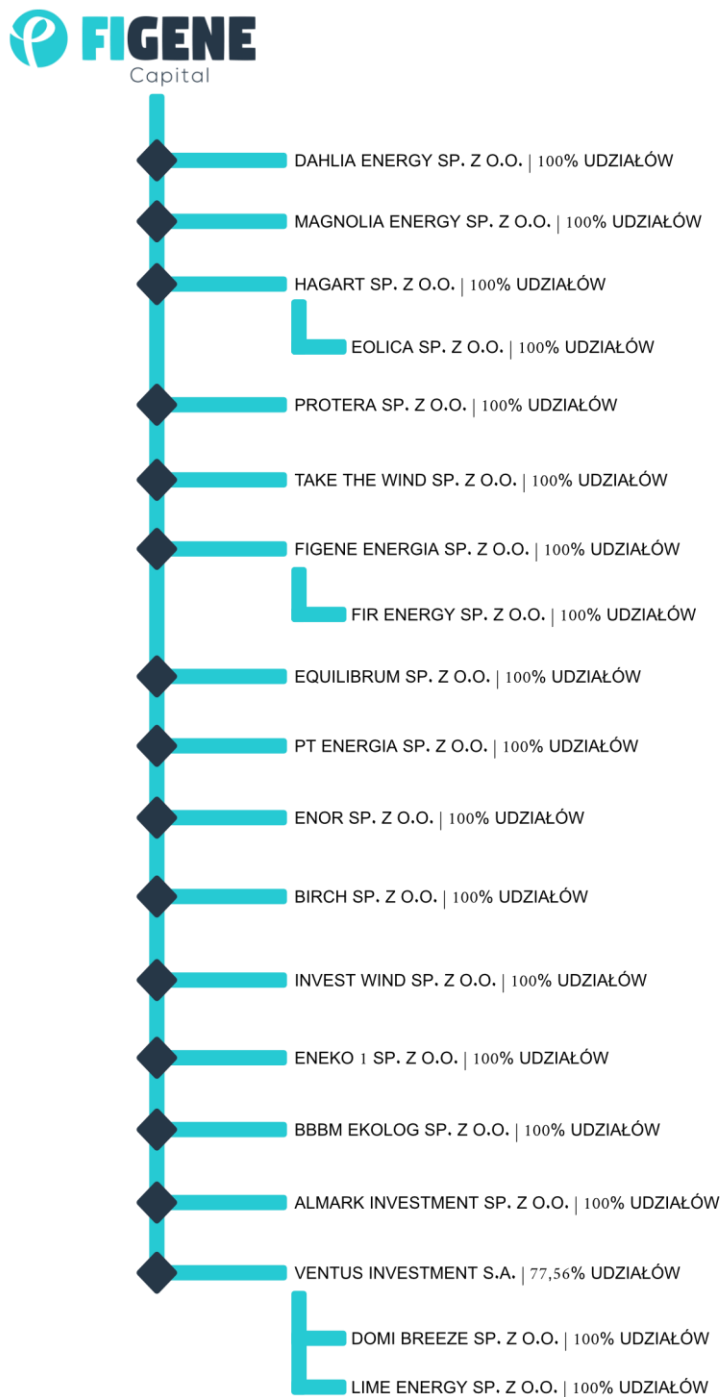 FIGENE
Capital
DAHLIA ENERGY SP. Z O.O. | 100% UDZIAŁÓW
MAGNOLIA ENERGY SP. Z O.O. | 100% UDZIAŁÓW
HAGART SP. Z O.O. | 100% UDZIAŁÓW
EOLICA SP. Z O.O. | 100% UDZIAŁÓW
PROTERA SP. Z O.O. | 100% UDZIAŁÓW
TAKE THE WIND SP. Z O.O. | 100% UDZIAŁÓW
FIGENE ENERGIA SP. Z O.O. | 100% UDZIAŁÓW
FIR ENERGY SP. Z O.O. | 100% UDZIAŁÓW
EQUILIBRUM SP. Z O.O. | 100% UDZIAŁÓW
PT ENERGIA SP. Z O.O. | 100% UDZIAŁÓW
ENOR SP. Z O.O. | 100% UDZIAŁÓW
BIRCH SP. Z O.O. | 100% UDZIAŁÓW
INVEST WIND SP. Z O.O. | 100% UDZIAŁÓW
ENEKO 1 SP. Z O.O. | 100% UDZIAŁÓW
BBBM EKOLOG SP. Z O.O. | 100% UDZIAŁÓW
ALMARK INVESTMENT SP. Z O.O. | 100% UDZIAŁÓW
VENTUS INVESTMENT S.A. | 77,56% UDZIAŁÓW
DOMI BREEZE SP. Z O.O. | 100% UDZIAŁÓW
LIME ENERGY SP. Z O.O. | 100% UDZIAŁÓW